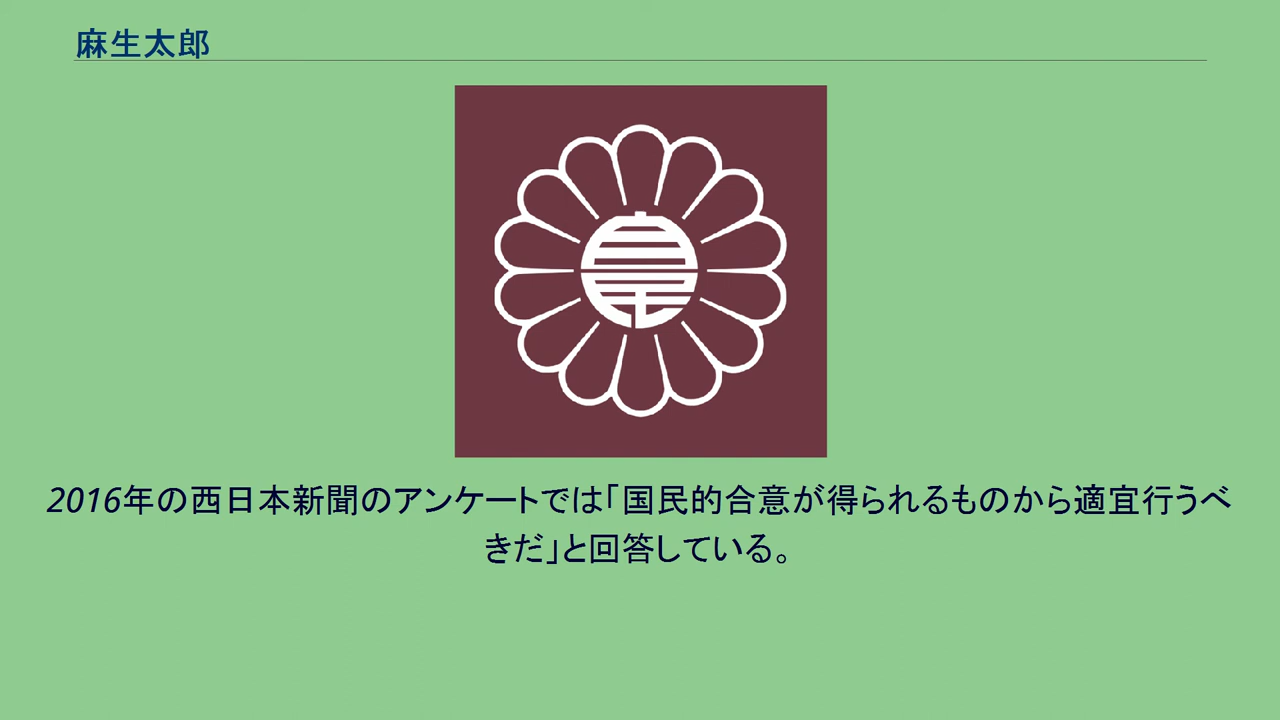 麻生太郎
2016年の西日本新聞のアンケートでは「国民的合意が得られるものから適宜行うべ
きだ」と回答している。